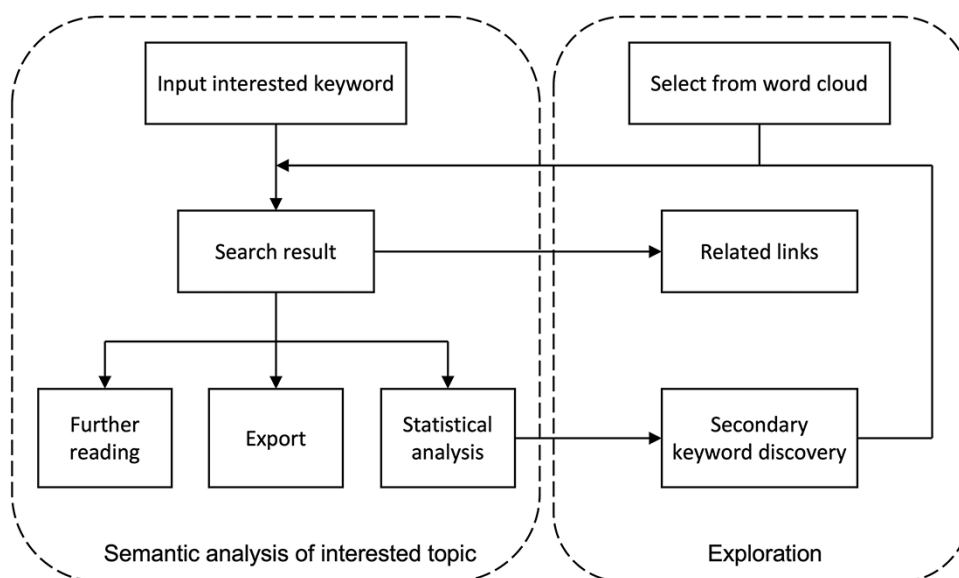 Input interested keyword
Select from word cloud
Search result
Related links
Further
reading
Export
Statistical
analysis
Secondary
keyword discovery
Semantic analysis of interested topic
Exploration